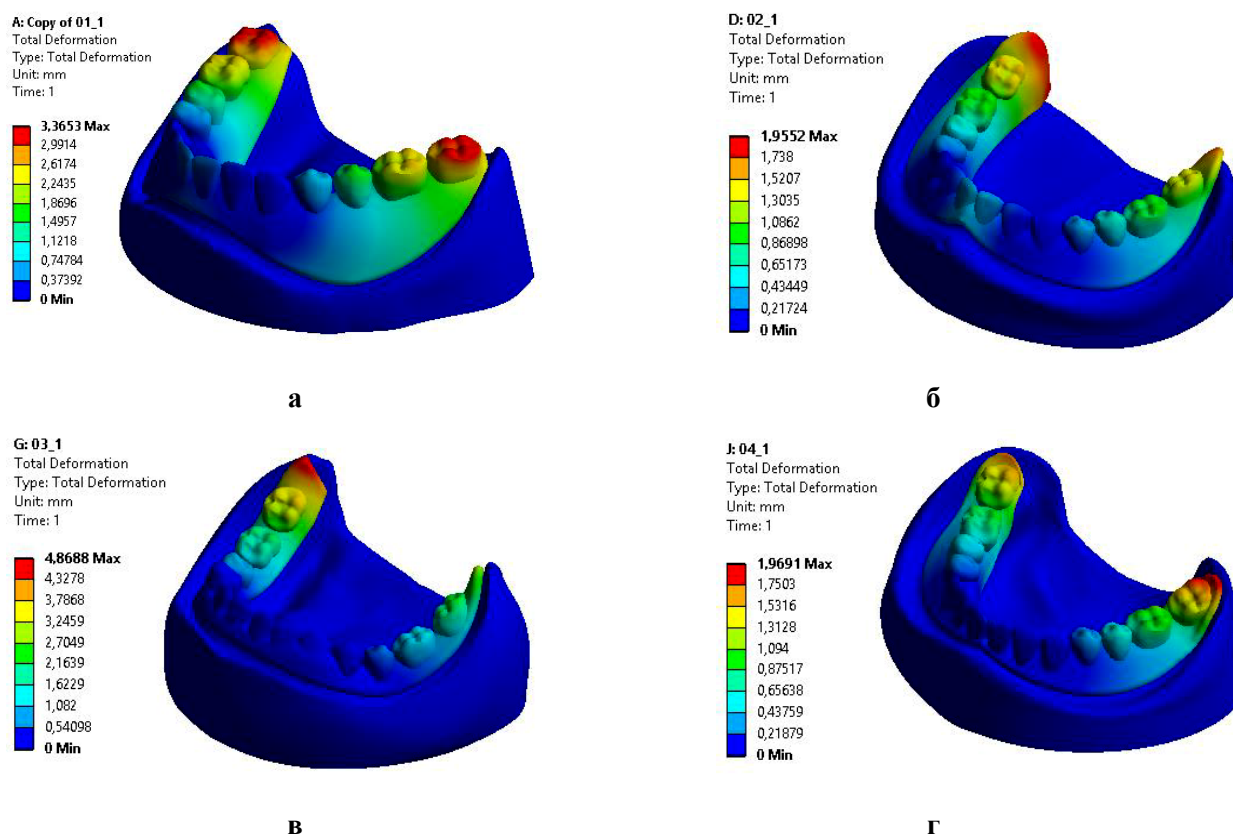 A: Copy of 01_1
Total Deformation
Type: Total Deformation
Unit: mm
Time: 1
3,3653 Max
2,9914
2,6174
2,2435
1,8696
1,4957
1,1218
0,74784
0,37392
0 Min
а
D: 02_1
Total Deformation
Type: Total Deformation
Unit: mm
Time: 1
1,9552 Max
1,738
1,5207
1,3035
1,0862
0,86898
0,65173
0,43449
0,21724
0 Min
б
G: 03_1
Total Deformation
Type: Total Deformation
Unit: mm
Time: 1
4,8688 Max
4,3278
3,7868
3,2459
2,7049
2,1639
1,6229
1,082
0,54098
0 Min
в
J: 04_1
Total Deformation
Type: Total Deformation
Unit: mm
Time: 1
1,9691 Max
1,7503
1,5316
1,3128
1,094
0,87517
0,65638
0,43759
0,21879
0 Min
г